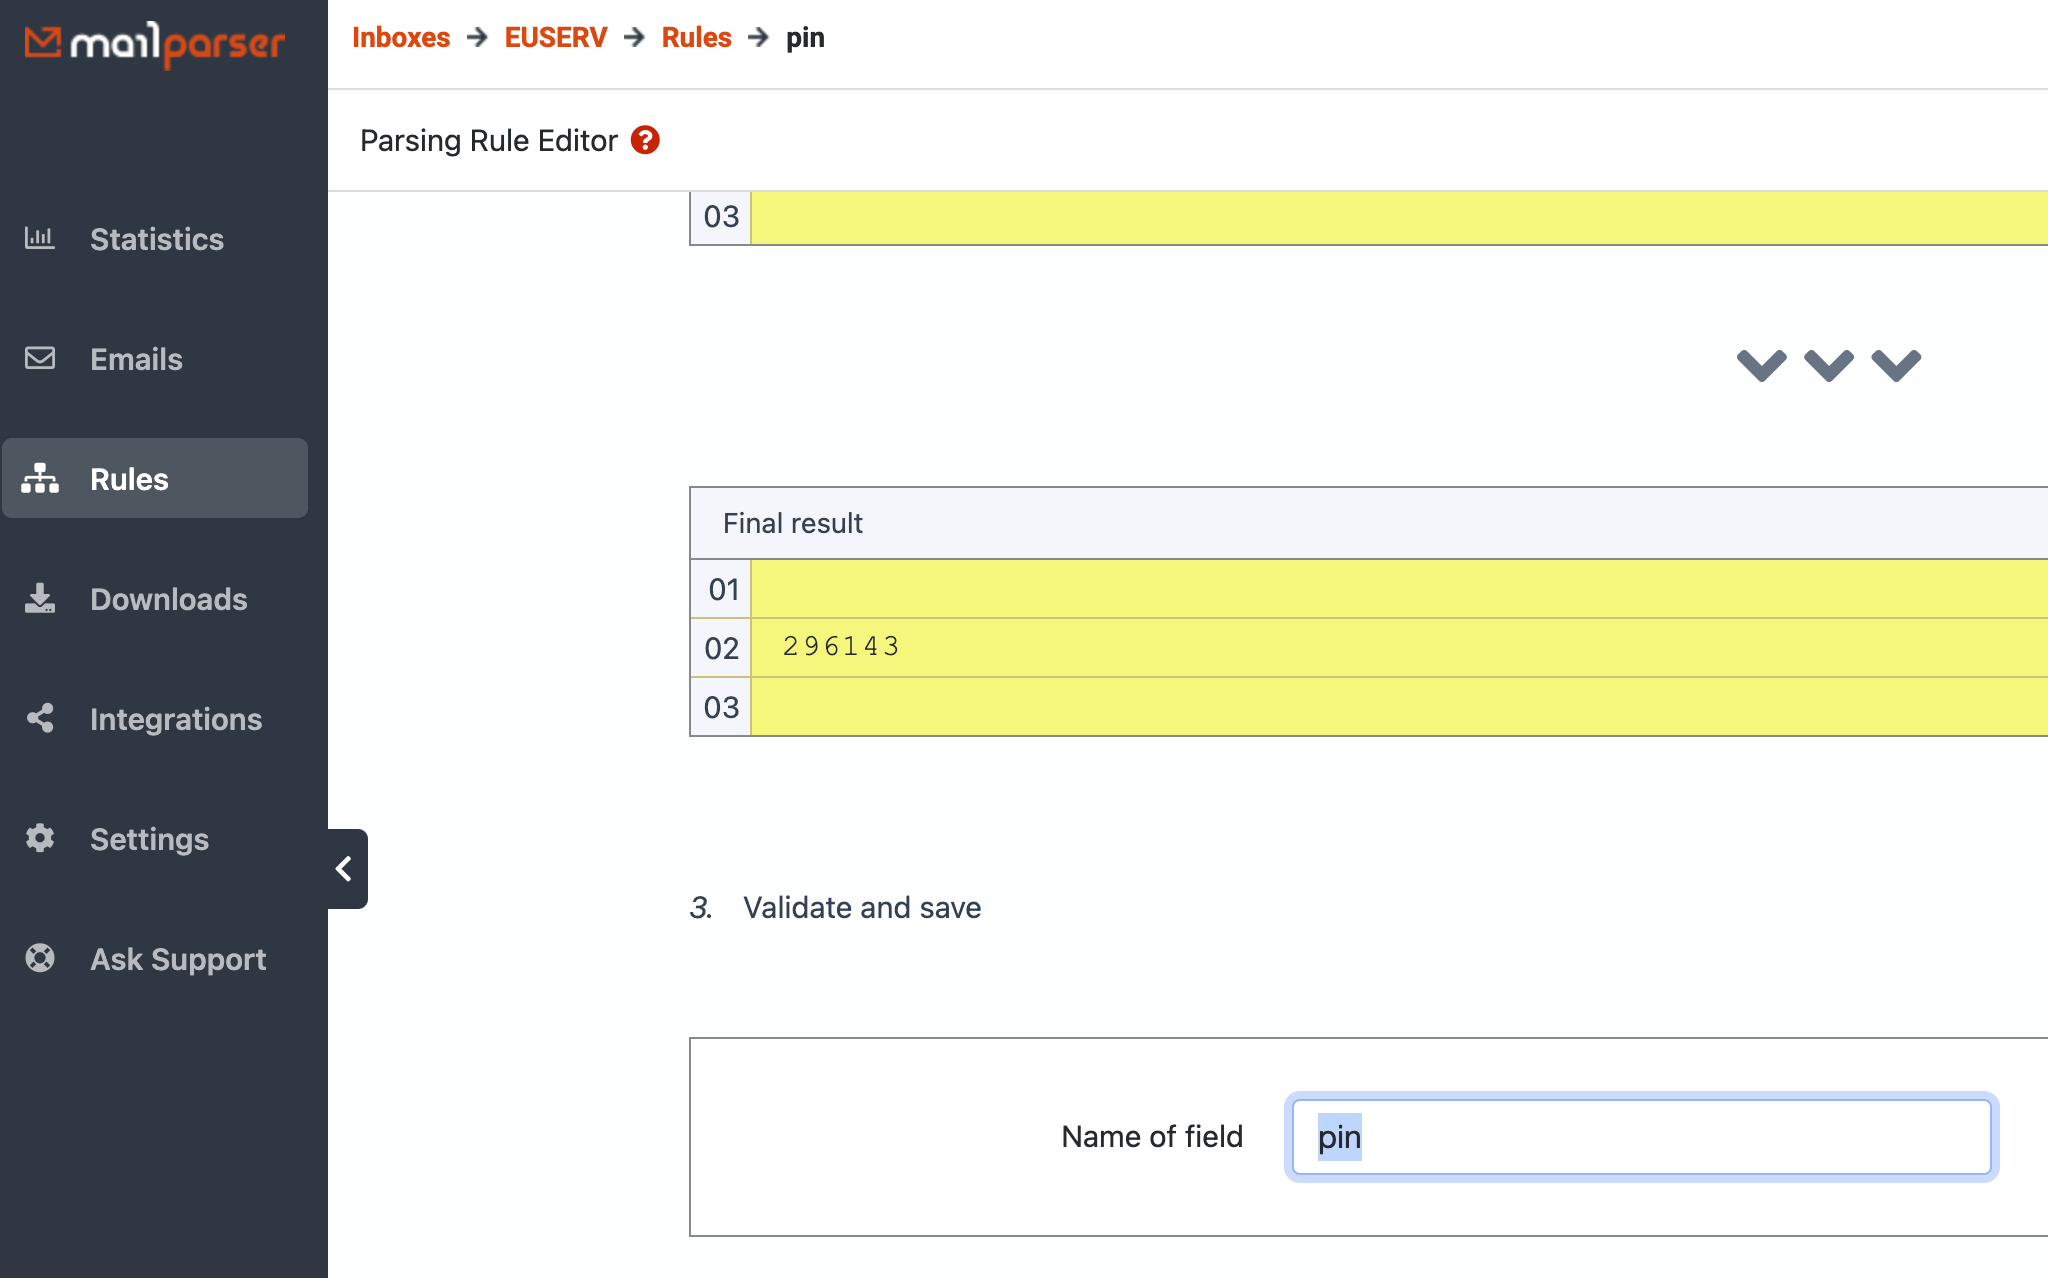 mailparser
Inboxes → EUSERV → Rules → pin
Parsing Rule Editor ?
Statistics
Emails
Rules
Downloads
Integrations
Settings
Ask Support
03
Final result
01
02 296143
03
3. Validate and save
Name of field pin